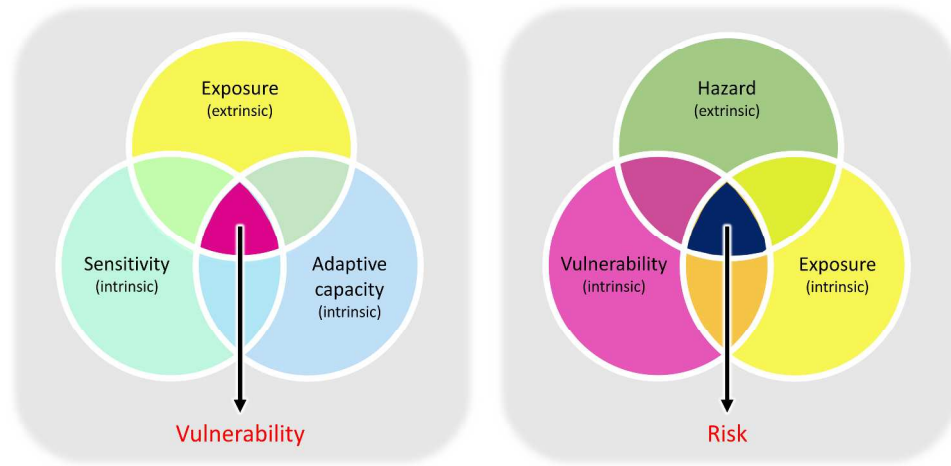 Exposure
(extrinsic)
Sensitivity
(intrinsic)
Adaptive
capacity
(intrinsic)
Vulnerability
Hazard
(extrinsic)
Vulnerability
(intrinsic)
Exposure
(intrinsic)
Risk